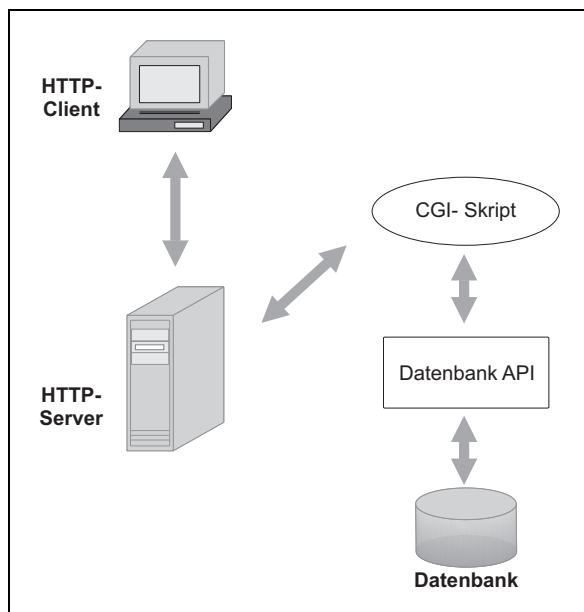 HTTP-
Client
CGI- Skript
HTTP-
Server
Datenbank API
Datenbank